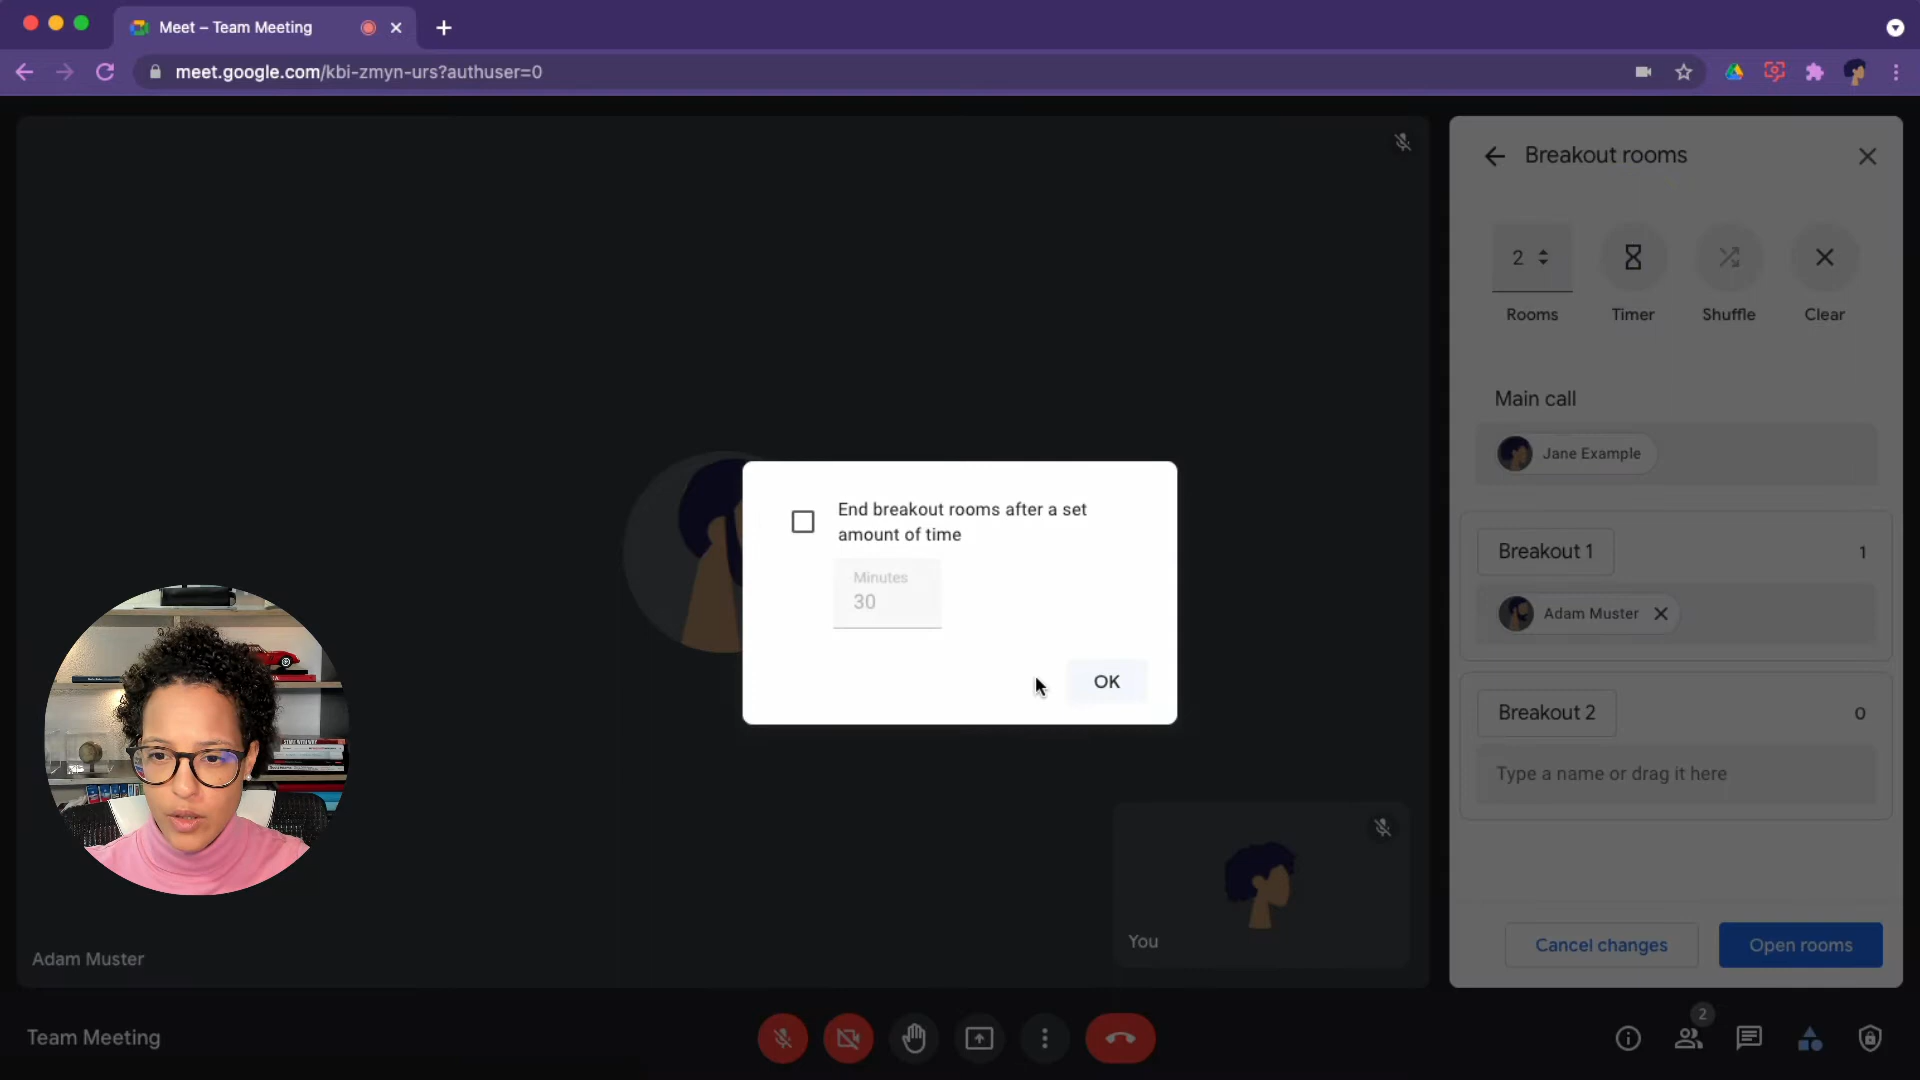 Meet – Team Meeting
meet.google.com/kbi-zmyn-urs?authuser=0
Breakout rooms
2
Rooms
Timer
Shuffle
Clear
Main call
Jane Example
Breakout 1
1
Adam Muster
Breakout 2
0
Type a name or drag it here
Cancel changes
Open rooms
End breakout rooms after a set
amount of time
Minutes
30
OK
You
Adam Muster
Team Meeting
2